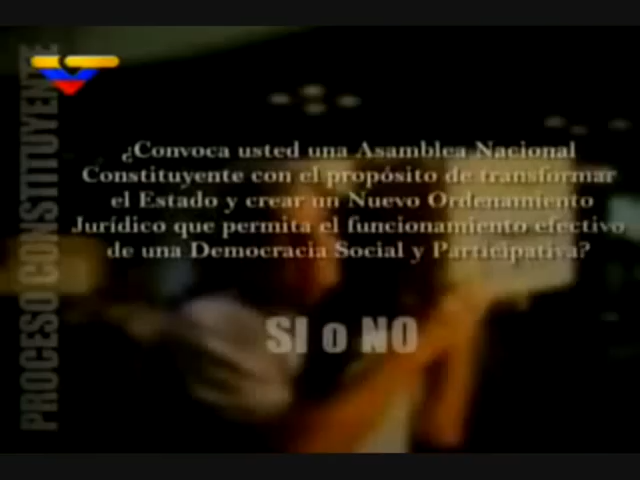 PROCESO CONSTITUYENTE
¿Convoca usted una Asamblea Nacional
Constituyente con el propósito de transformar
el Estado y crear un Nuevo Ordenamiento
Jurídico que permita el funcionamiento efectivo
de una Democracia Social y Participativa?
SI o NO